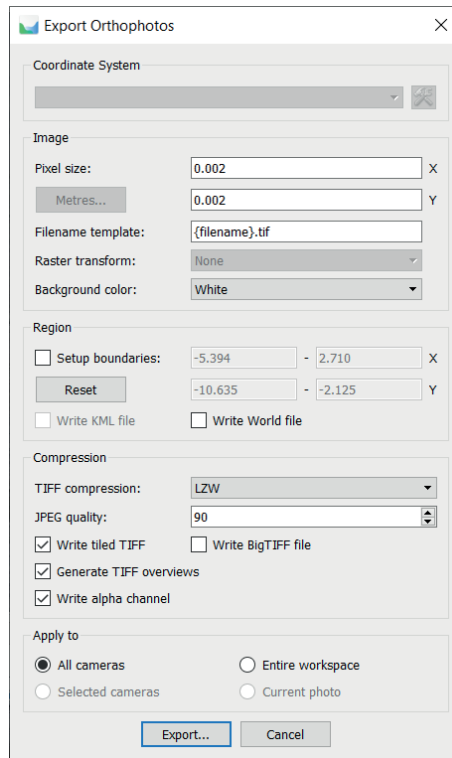 Export Orthophotos
Coordinate System
Image
Pixel size: 0.002 X
Metres... 0.002 Y
Filename template: {filename}.tif
Raster transform: None
Background color: White
Region
Setup boundaries: -5.394 - 2.710 X
Reset -10.635 - -2.125 Y
Write KML file Write World file
Compression
TIFF compression: LZW
JPEG quality: 90
Write tiled TIFF Write BigTIFF file
Generate TIFF overviews
Write alpha channel
Apply to
All cameras Entire workspace
Selected cameras Current photo
Export... Cancel